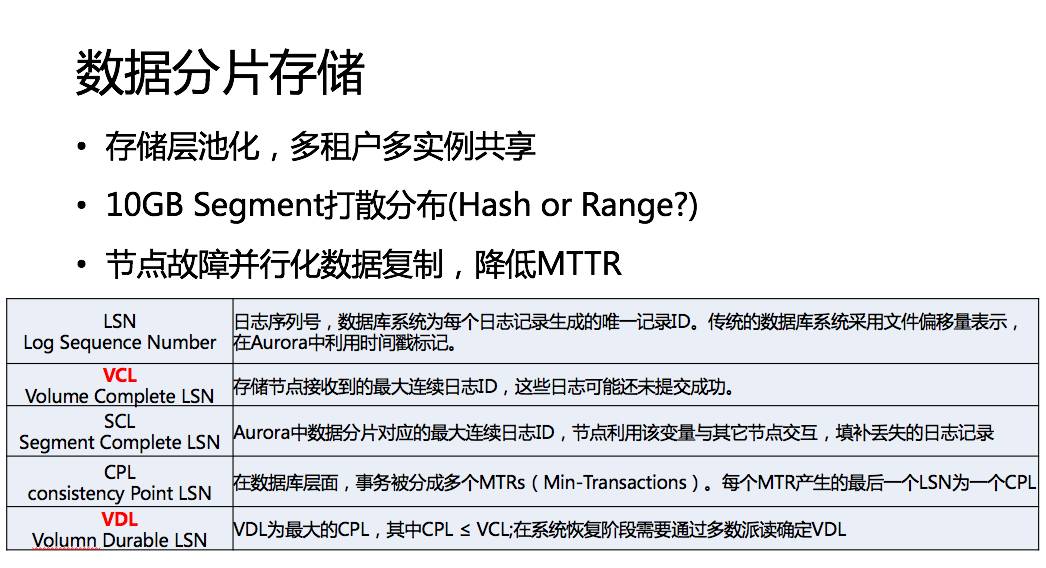 数据分片存储
• 存储层池化，多租户多实例共享
• 10GB Segment打散分布(Hash or Range?)
• 节点故障并行化数据复制，降低MTTR
LSN
Log Sequence Number
日志序列号，数据库系统为每个日志记录生成的唯一记录ID。传统的数据库系统采用文件偏移量表示，
在Aurora中利用时间戳标记。
VCL
Volume Complete LSN
存储节点接收到的最大连续日志ID，这些日志可能还未提交成功。
SCL
Segment Complete LSN
Aurora中数据分片对应的最大连续日志ID，节点利用该变量与其它节点交互，填补丢失的日志记录
CPL
consistency Point LSN
在数据库层面，事务被分成多个MTRs（Min-Transactions）。每个MTR产生的最后一个LSN为一个CPL
VDL
Volumn Durable LSN
VDL为最大的CPL，其中CPL ≤ VCL;在系统恢复阶段需要通过多数派读确定VDL